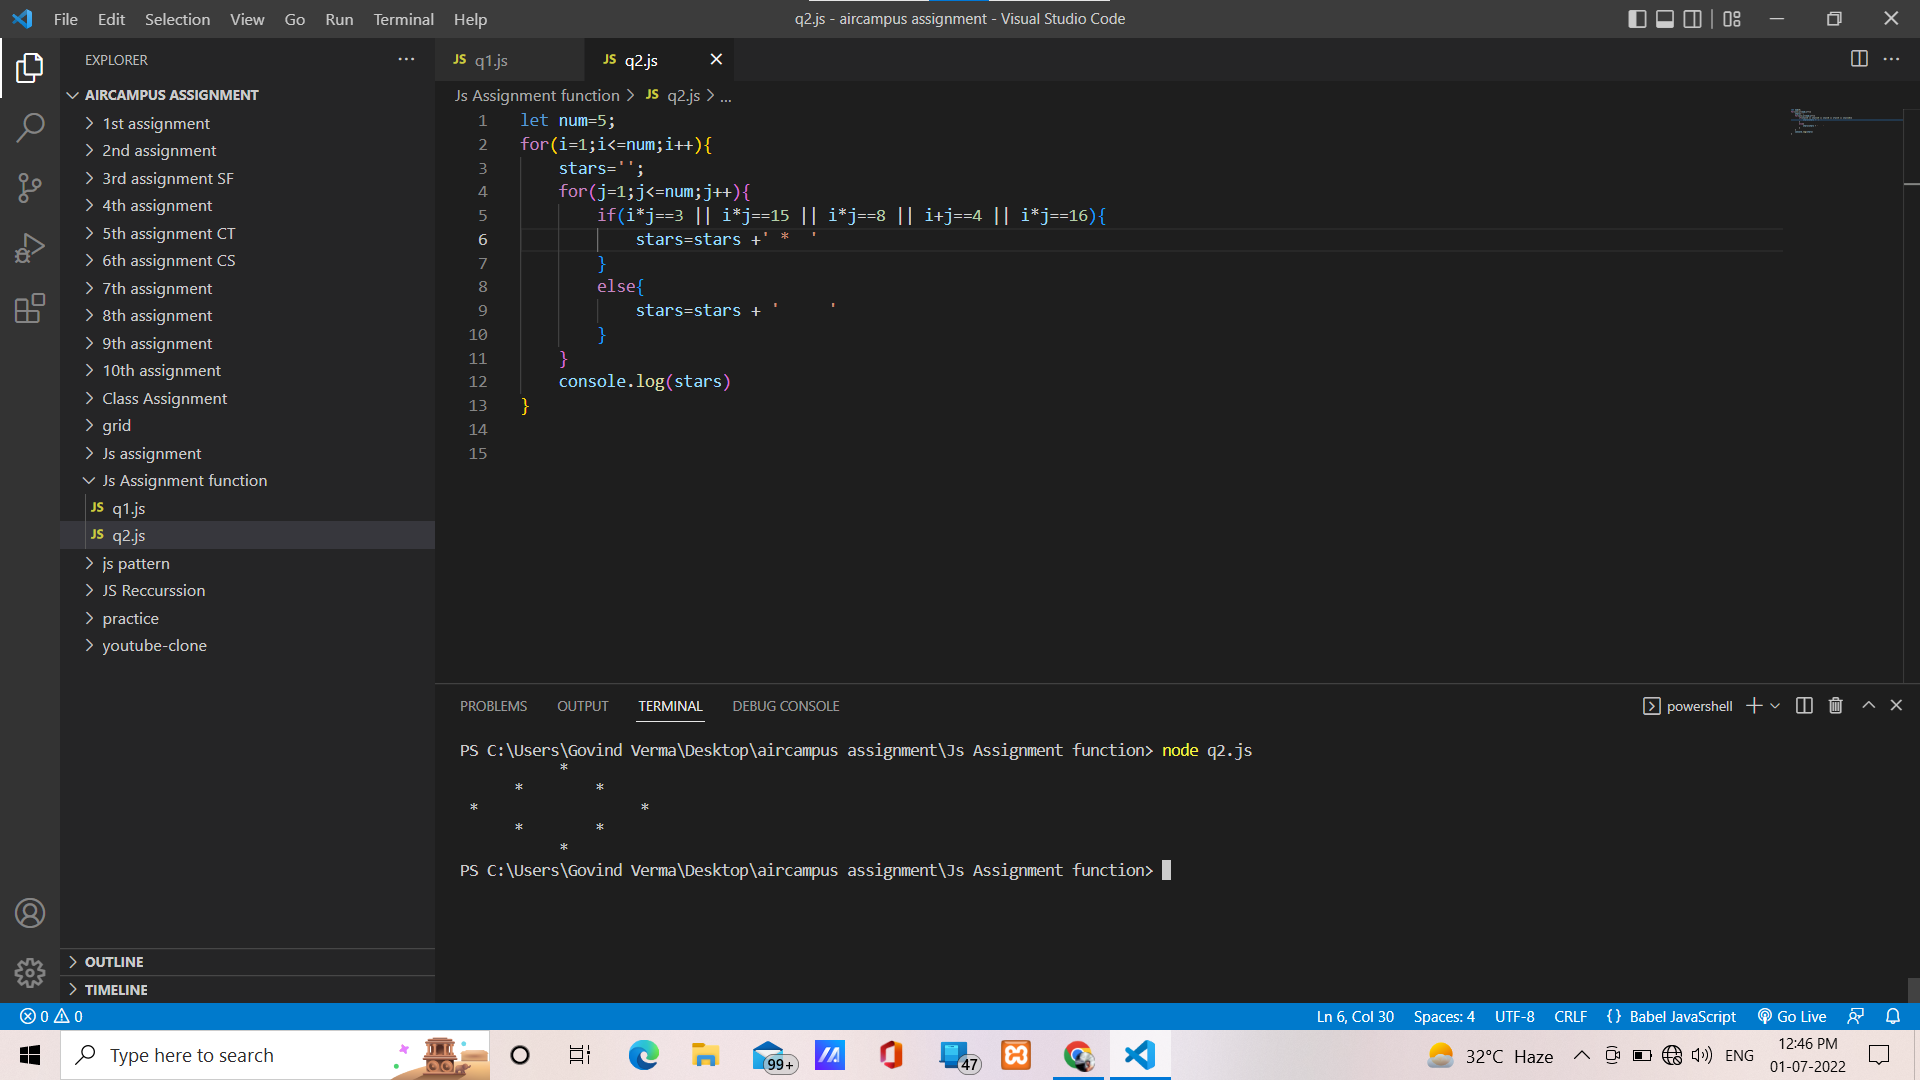 File Edit Selection View Go Run Terminal Help
q2.js - aircampus assignment - Visual Studio Code
EXPLORER
AIRCAMPUS ASSIGNMENT
1st assignment
2nd assignment
3rd assignment SF
4th assignment
5th assignment CT
6th assignment CS
7th assignment
8th assignment
9th assignment
10th assignment
Class Assignment
grid
Js assignment
Js Assignment function
JS q1.js
JS q2.js
js pattern
JS Reccurssion
practice
youtube-clone
OUTLINE
TIMELINE
JS q1.js JS q2.js
Js Assignment function > JS q2.js > ...
1 let num=5;
2 for(i=1;i<=num;i++){
3     stars='';
4     for(j=1;j<=num;j++){
5         if(i*j==3 || i*j==15 || i*j==8 || i+j==4 || i*j==16){
6             stars=stars +' *  '
7         }
8         else{
9             stars=stars + '     '
10         }
11     }
12     console.log(stars)
13 }
14
15
PROBLEMS OUTPUT TERMINAL DEBUG CONSOLE
powershell
PS C:\Users\Govind Verma\Desktop\aircampus assignment\Js Assignment function> node q2.js
           *
      *        *
 *                  *
      *        *
           *
PS C:\Users\Govind Verma\Desktop\aircampus assignment\Js Assignment function>
0 0 Ln 6, Col 30 Spaces: 4 UTF-8 CRLF {} Babel JavaScript Go Live
Type here to search
99+
47
32°C Haze
ENG
12:46 PM
01-07-2022